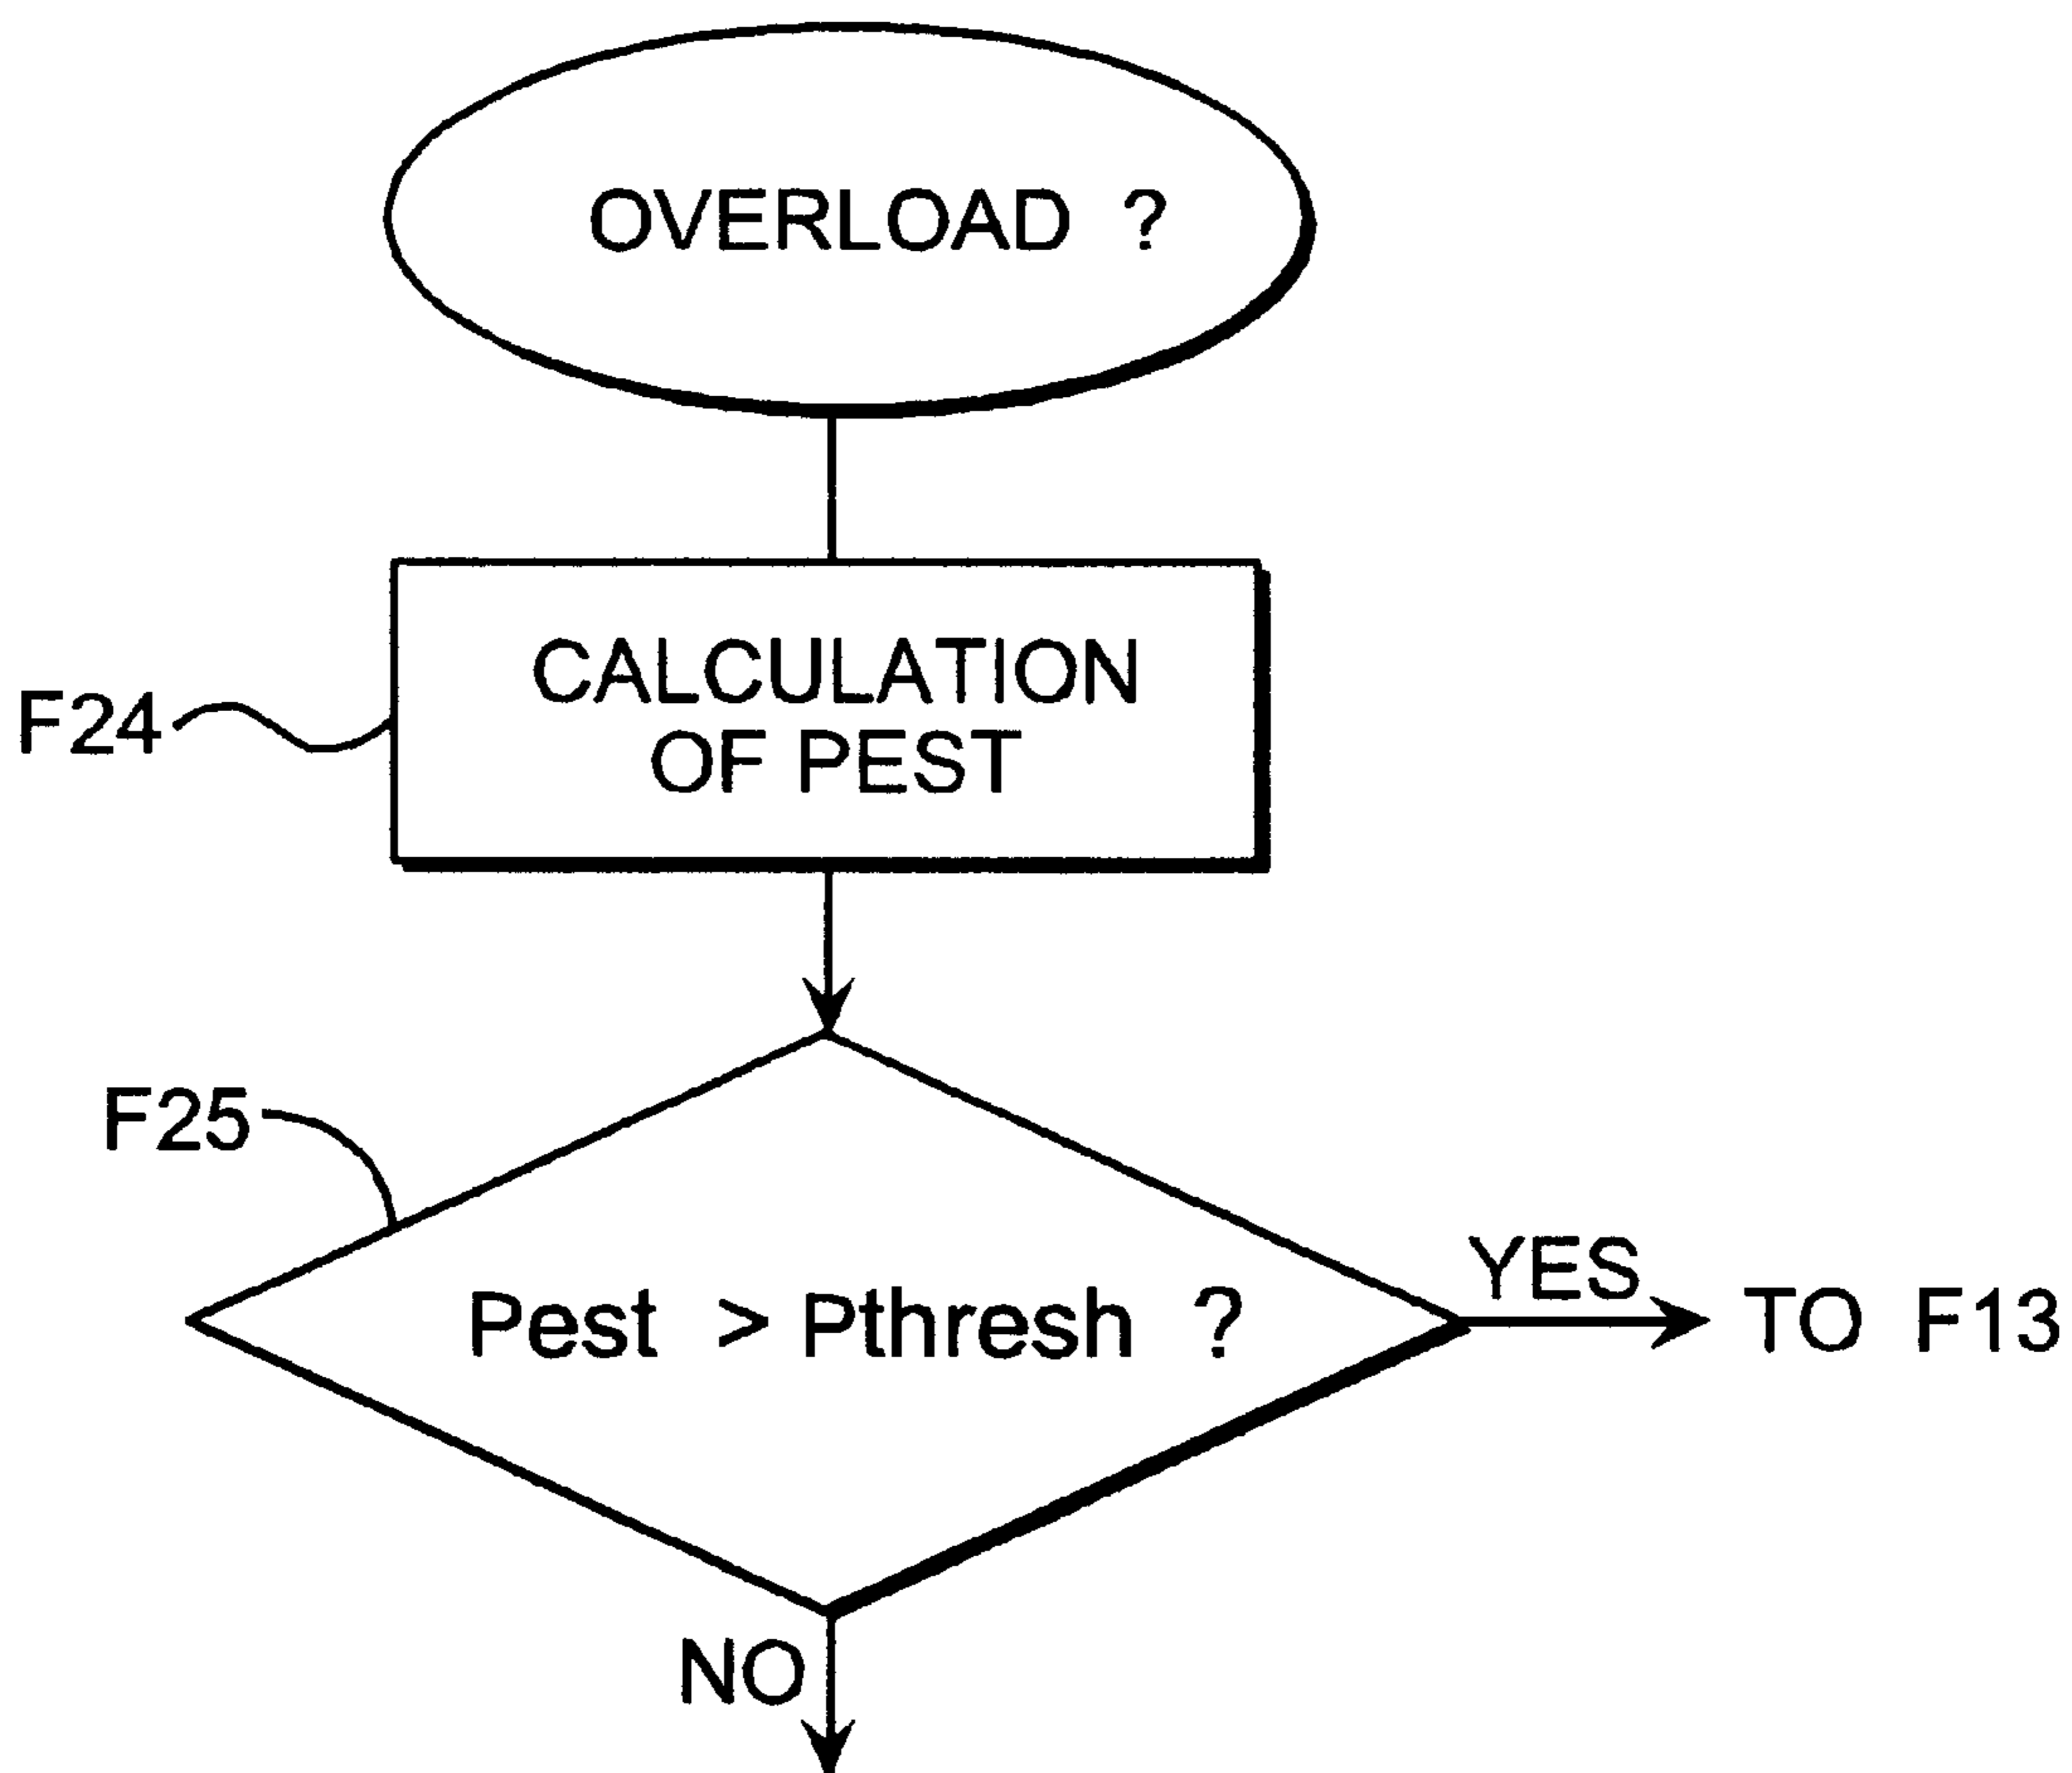 OVERLOAD ?
CALCULATION
OF PEST
F24
F25
Pest > Pthresh ?
YES
TO F13
NO